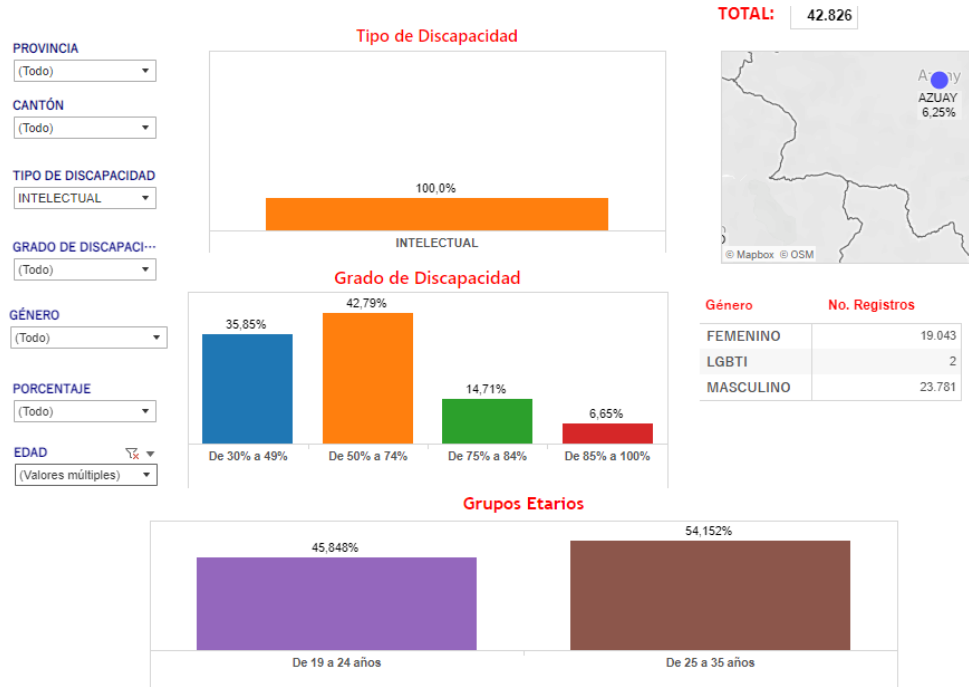 TOTAL: 42.826
PROVINCIA
(Todo)
CANTÓN
(Todo)
TIPO DE DISCAPACIDAD
INTELECTUAL
GRADO DE DISCAPACI···
(Todo)
GÉNERO
(Todo)
PORCENTAJE
(Todo)
EDAD
(Valores múltiples)
Tipo de Discapacidad
100,0%
INTELECTUAL
Azuay
AZUAY
6,25%
© Mapbox © OSM
Grado de Discapacidad
35,85%
42,79%
14,71%
6,65%
De 30% a 49%
De 50% a 74%
De 75% a 84%
De 85% a 100%
Género No. Registros
FEMENINO 19.043
LGBTI 2
MASCULINO 23.781
Grupos Etarios
45,848%
54,152%
De 19 a 24 años
De 25 a 35 años